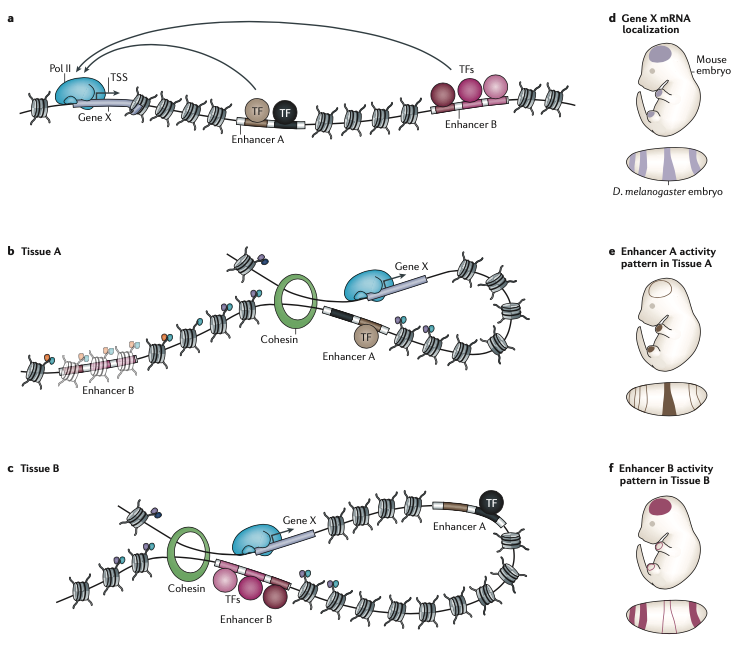 a
Pol II
TSS
Gene X
TF
TF
Enhancer A
TFs
Enhancer B
d Gene X mRNA
localization
Mouse
embryo
D. melanogaster embryo
b Tissue A
Gene X
Cohesin
TF
Enhancer A
Enhancer B
e Enhancer A activity
pattern in Tissue A
c Tissue B
Gene X
TF
Enhancer A
Cohesin
TFs
Enhancer B
f Enhancer B activity
pattern in Tissue B